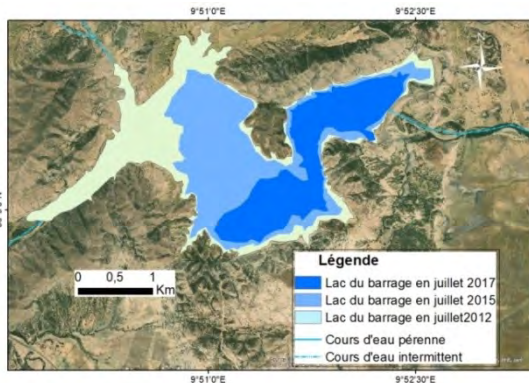 9°51'0"E 9°52'30"E
0 0,5 1
Km
Légende
Lac du barrage en juillet 2017
Lac du barrage en juillet 2015
Lac du barrage en juillet2012
Cours d'eau pérenne
Cours d'eau intermittent
9°51'0"E 9°52'30"E